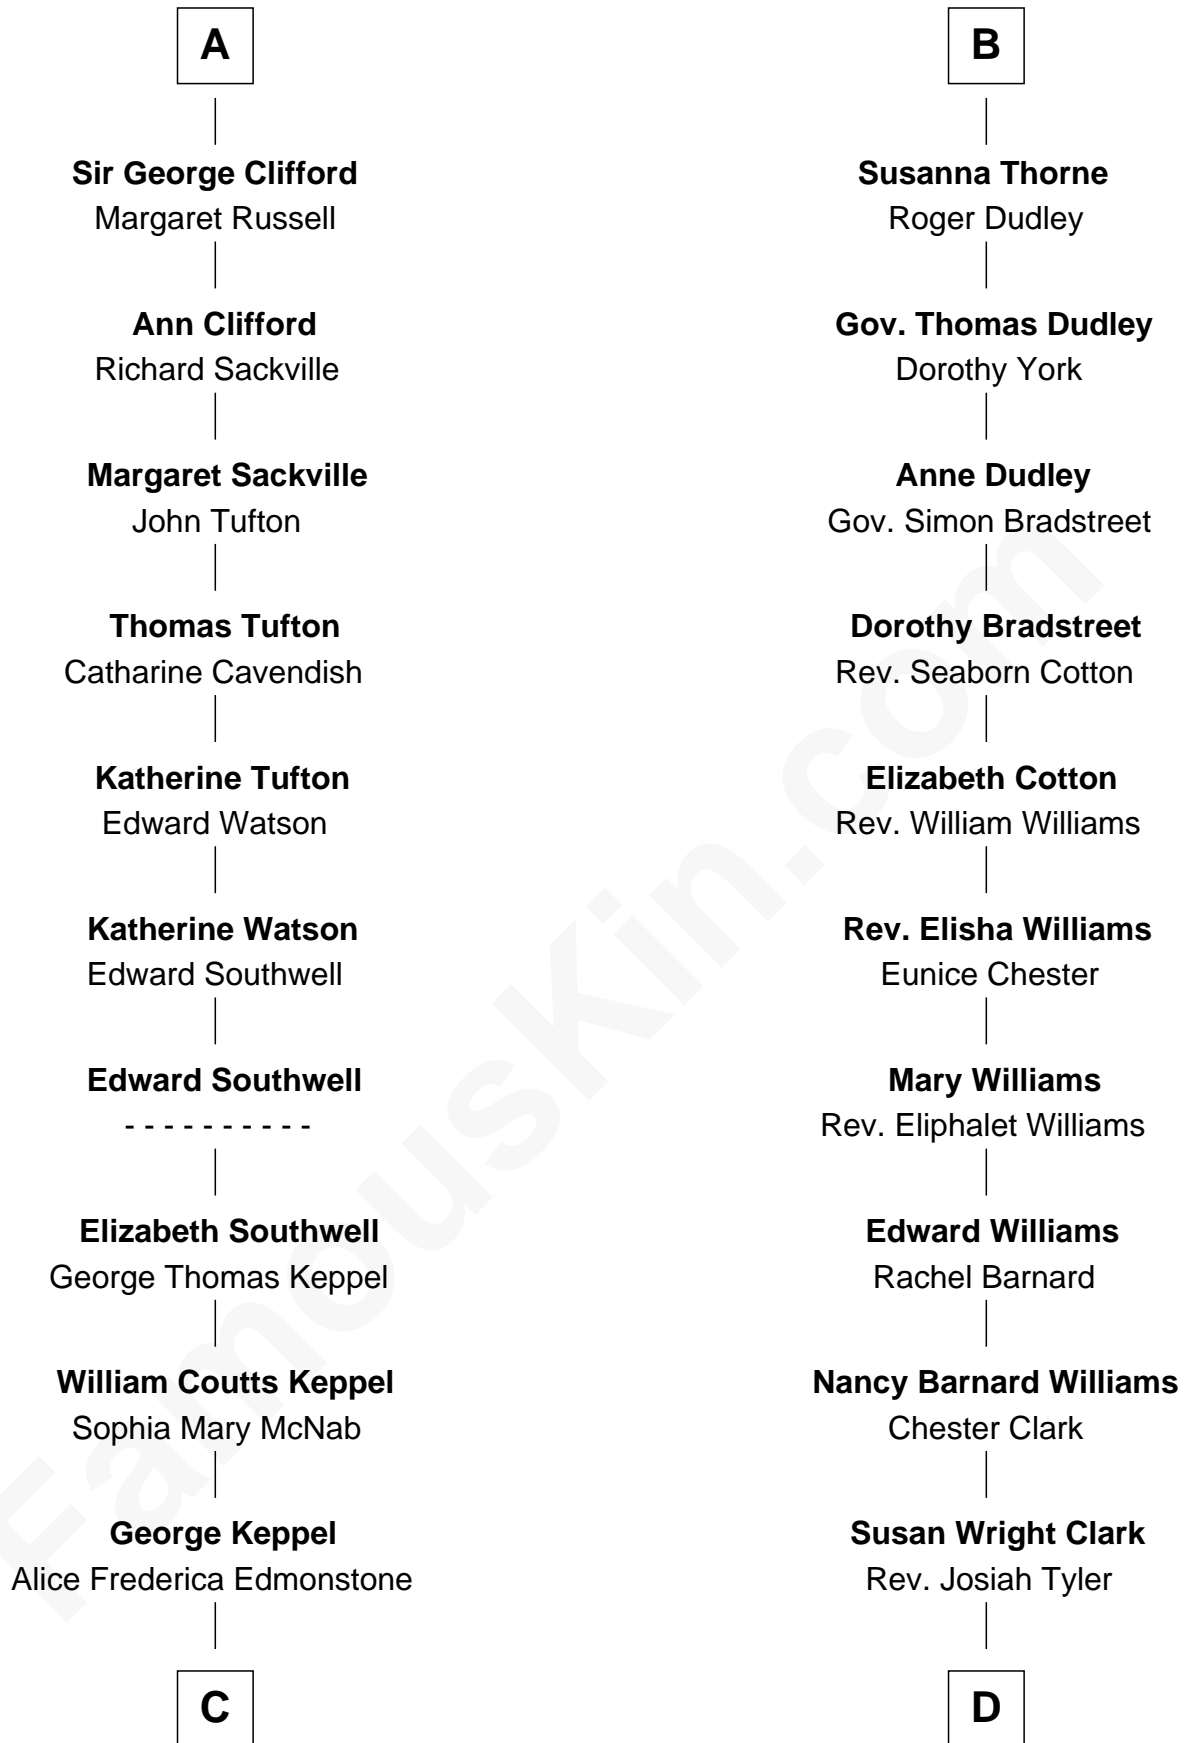 A
Sir George Clifford
Margaret Russell
Ann Clifford
Richard Sackville
Margaret Sackville
John Tufton
Thomas Tufton
Catharine Cavendish
Katherine Tufton
Edward Watson
Katherine Watson
Edward Southwell
Edward Southwell
- - - - - - - - - -
Elizabeth Southwell
George Thomas Keppel
William Coutts Keppel
Sophia Mary McNab
George Keppel
Alice Frederica Edmonstone
C
B
Susanna Thorne
Roger Dudley
Gov. Thomas Dudley
Dorothy York
Anne Dudley
Gov. Simon Bradstreet
Dorothy Bradstreet
Rev. Seaborn Cotton
Elizabeth Cotton
Rev. William Williams
Rev. Elisha Williams
Eunice Chester
Mary Williams
Rev. Eliphalet Williams
Edward Williams
Rachel Barnard
Nancy Barnard Williams
Chester Clark
Susan Wright Clark
Rev. Josiah Tyler
D
FamousKin.com